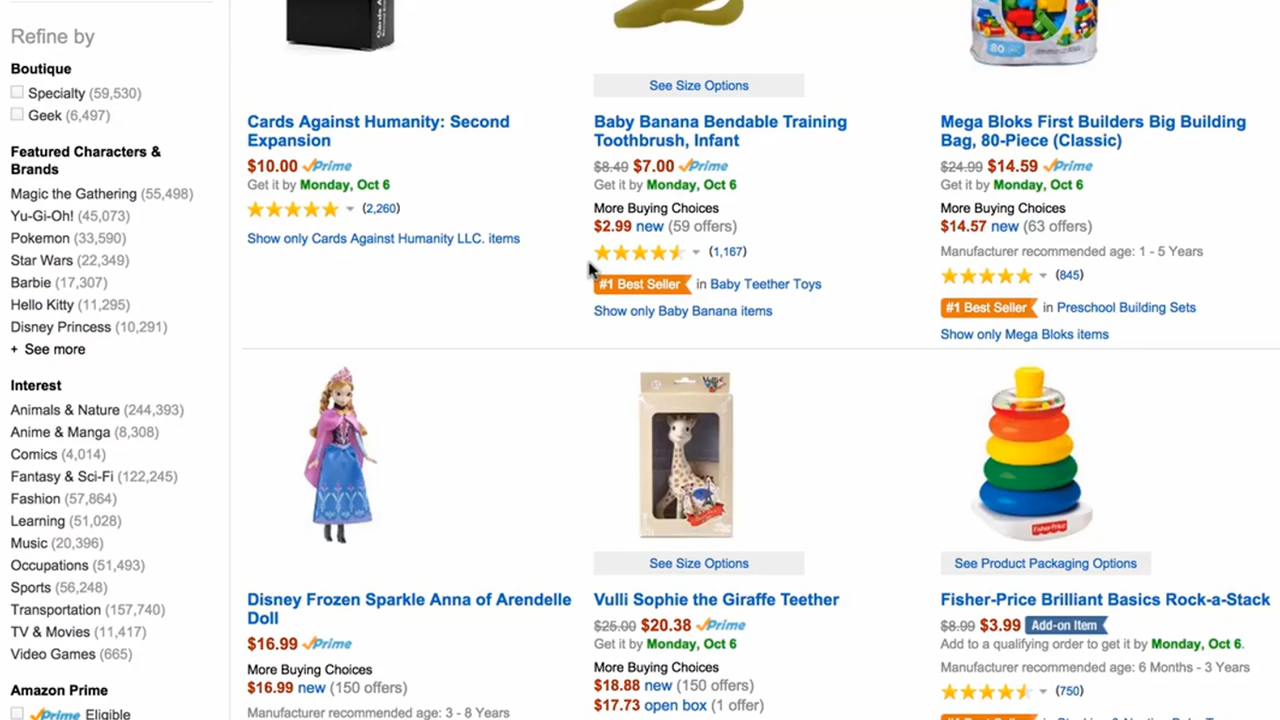 Refine by
Boutique
Specialty (59,530)
Geek (6,497)
Featured Characters &
Brands
Magic the Gathering (55,498)
Yu-Gi-Oh! (45,073)
Pokemon (33,590)
Star Wars (22,349)
Barbie (17,307)
Hello Kitty (11,295)
Disney Princess (10,291)
+ See more
Interest
Animals & Nature (244,393)
Anime & Manga (8,308)
Comics (4,014)
Fantasy & Sci-Fi (122,245)
Fashion (57,864)
Learning (51,028)
Music (20,396)
Occupations (51,493)
Sports (56,248)
Transportation (157,740)
TV & Movies (11,417)
Video Games (665)
Amazon Prime
Prime Eligible
Cards Against Humanity: Second
Expansion
$10.00 Prime
Get it by Monday, Oct 6
(2,260)
Show only Cards Against Humanity LLC. items
See Size Options
Baby Banana Bendable Training
Toothbrush, Infant
$8.49 $7.00 Prime
Get it by Monday, Oct 6
More Buying Choices
$2.99 new (59 offers)
(1,167)
#1 Best Seller in Baby Teether Toys
Show only Baby Banana items
80
Mega Bloks First Builders Big Building
Bag, 80-Piece (Classic)
$24.99 $14.59 Prime
Get it by Monday, Oct 6
More Buying Choices
$14.57 new (63 offers)
Manufacturer recommended age: 1 - 5 Years
(845)
#1 Best Seller in Preschool Building Sets
Show only Mega Bloks items
Disney Frozen Sparkle Anna of Arendelle
Doll
$16.99 Prime
More Buying Choices
$16.99 new (150 offers)
Manufacturer recommended age: 3 - 8 Years
Vulli
See Size Options
Vulli Sophie the Giraffe Teether
$25.00 $20.38 Prime
Get it by Monday, Oct 6
More Buying Choices
$18.88 new (150 offers)
$17.73 open box (1 offer)
Fisher-Price
See Product Packaging Options
Fisher-Price Brilliant Basics Rock-a-Stack
$8.99 $3.99 Add-on Item
Add to a qualifying order to get it by Monday, Oct 6.
Manufacturer recommended age: 6 Months - 3 Years
(750)